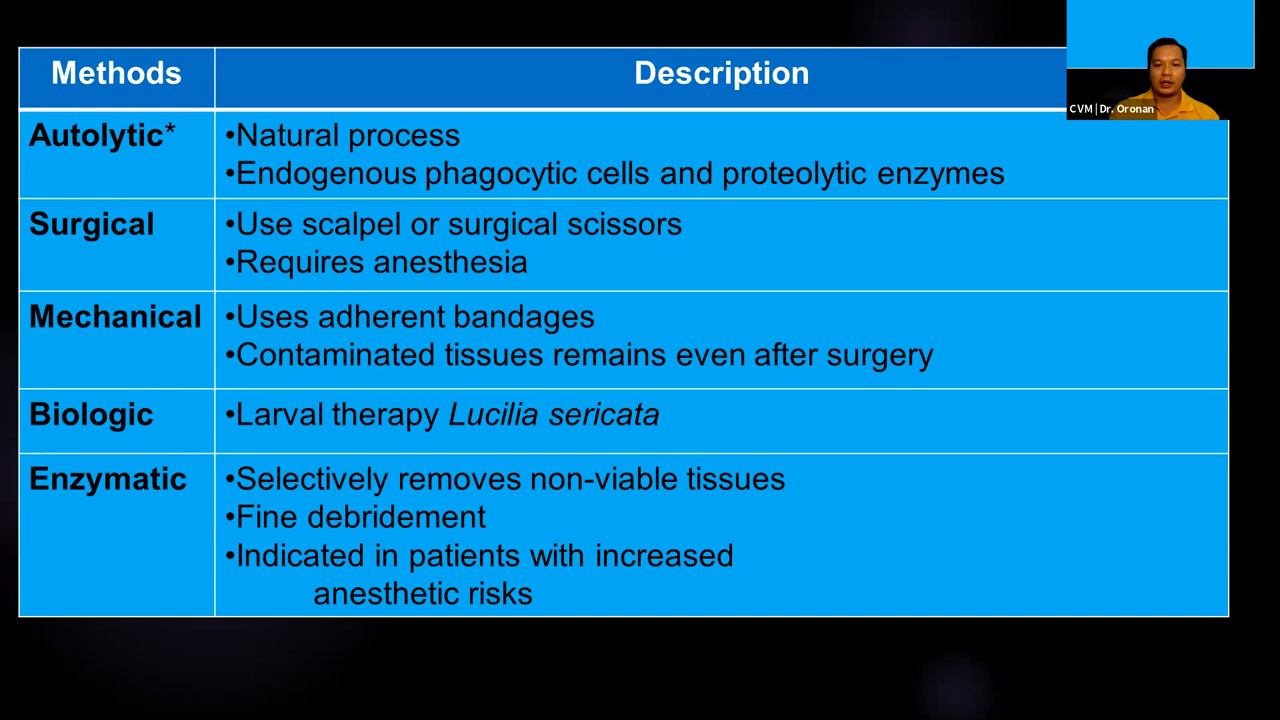 Methods
Description
CVM | Dr. Oronan
Autolytic*
•Natural process
•Endogenous phagocytic cells and proteolytic enzymes
Surgical
•Use scalpel or surgical scissors
•Requires anesthesia
Mechanical
•Uses adherent bandages
•Contaminated tissues remains even after surgery
Biologic
•Larval therapy Lucilia sericata
Enzymatic
•Selectively removes non-viable tissues
•Fine debridement
•Indicated in patients with increased
anesthetic risks